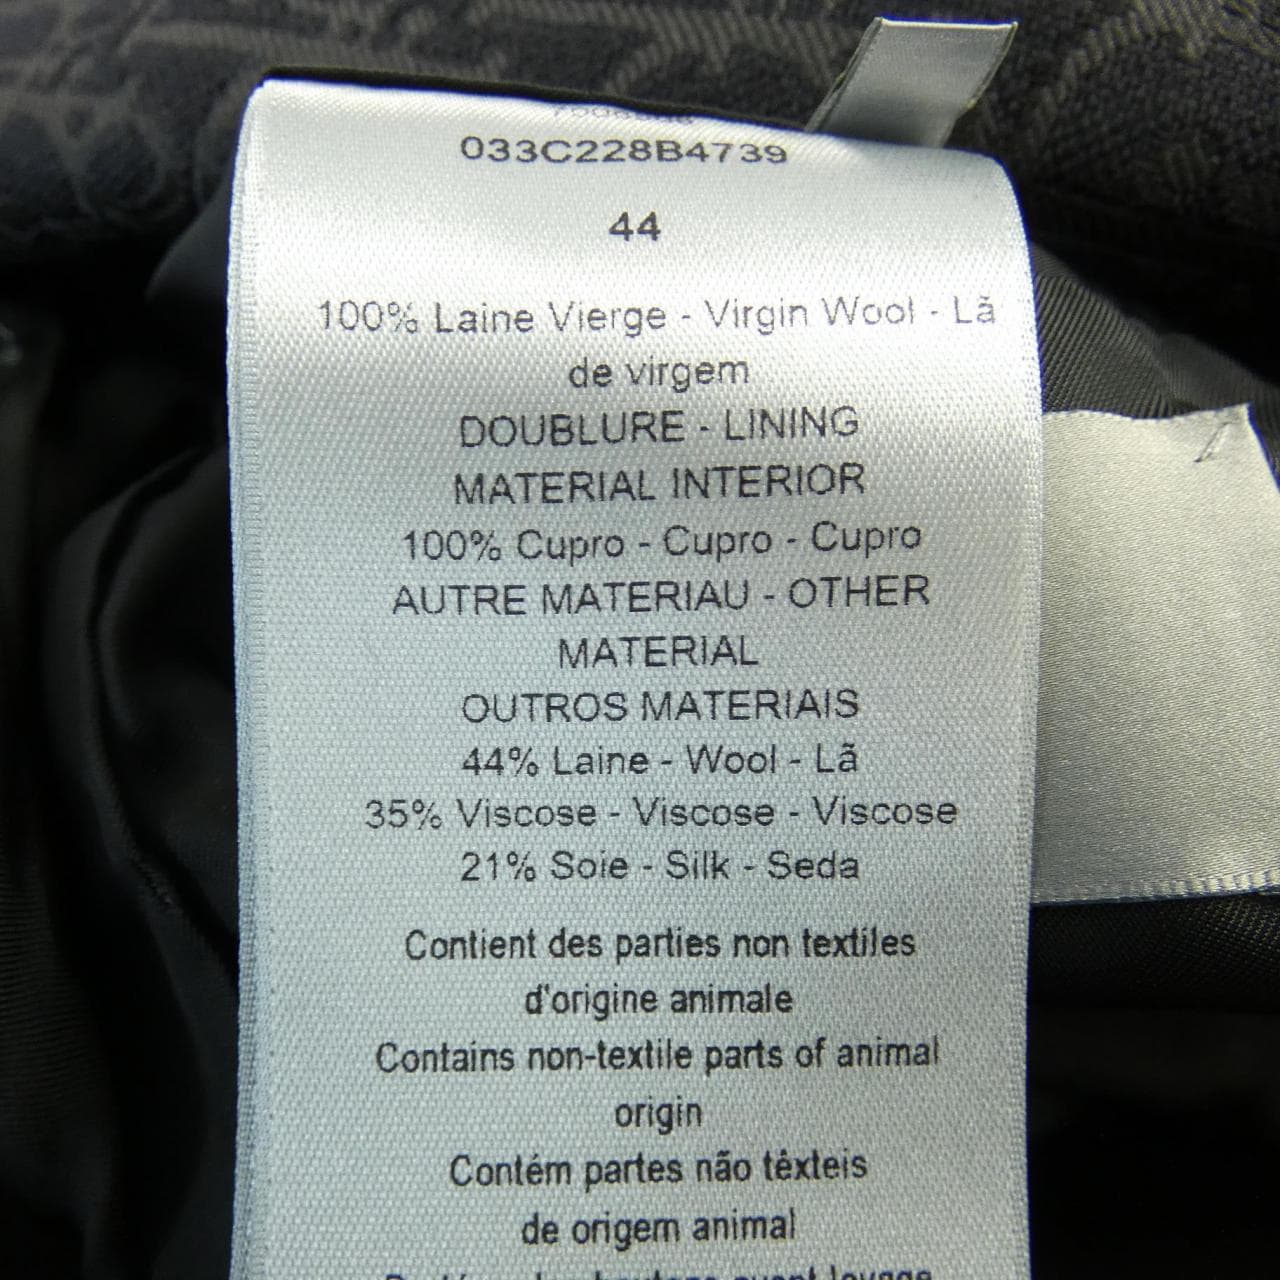 033C228B4739
44
100% Laine Vierge - Virgin Wool - Lã
de virgem
DOUBLURE - LINING
MATERIAL INTERIOR
100% Cupro - Cupro - Cupro
AUTRE MATERIAU - OTHER
MATERIAL
OUTROS MATERIAIS
44% Laine - Wool - Lã
35% Viscose - Viscose - Viscose
21% Soie - Silk - Seda
Contient des parties non textiles
d'origine animale
Contains non-textile parts of animal
origin
Contém partes não têxteis
de origem animal
avant lavage